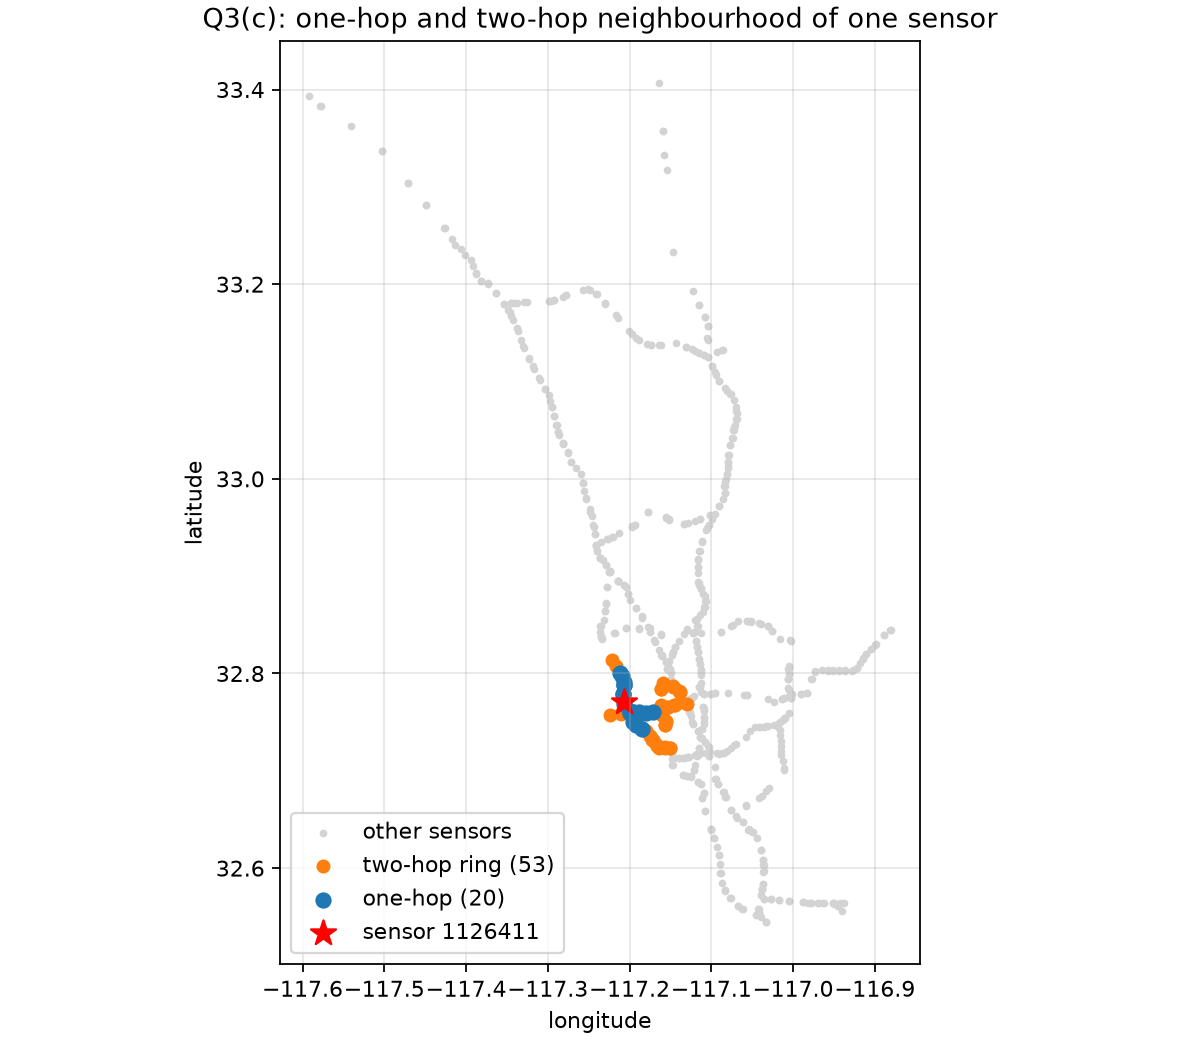 Q3(c): one-hop and two-hop neighbourhood of one sensor
33.4
33.2
33.0
32.8
32.6
latitude
other sensors
two-hop ring (53)
one-hop (20)
sensor 1126411
−117.6 −117.5 −117.4 −117.3 −117.2 −117.1 −117.0 −116.9
longitude